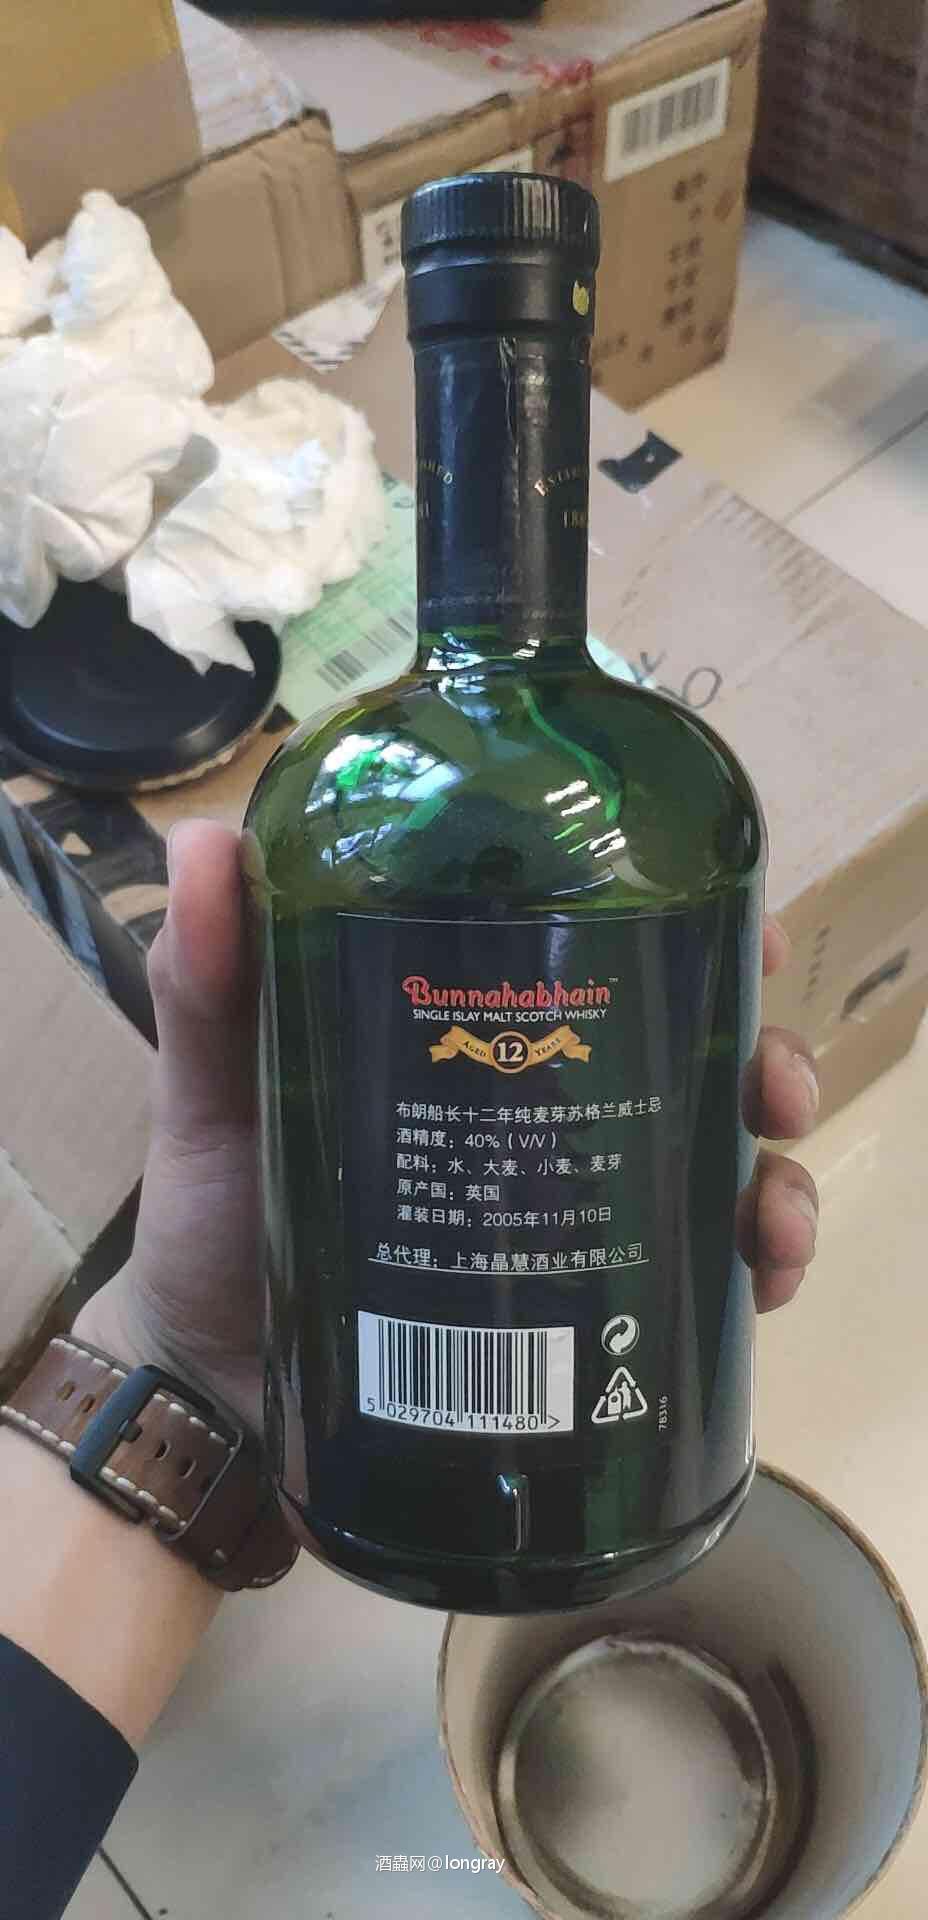 ESTABL
188
Bunnahabhain™
SINGLE ISLAY MALT SCOTCH WHISKY
AGED 12 YEARS
布朗船长十二年纯麦芽苏格兰威士忌
酒精度：40%（V/V）
配料：水、大麦、小麦、麦芽
原产国：英国
灌装日期：2005年11月10日
总代理：上海晶慧酒业有限公司
5 029704 111480 >
78316
酒蟲网@longray